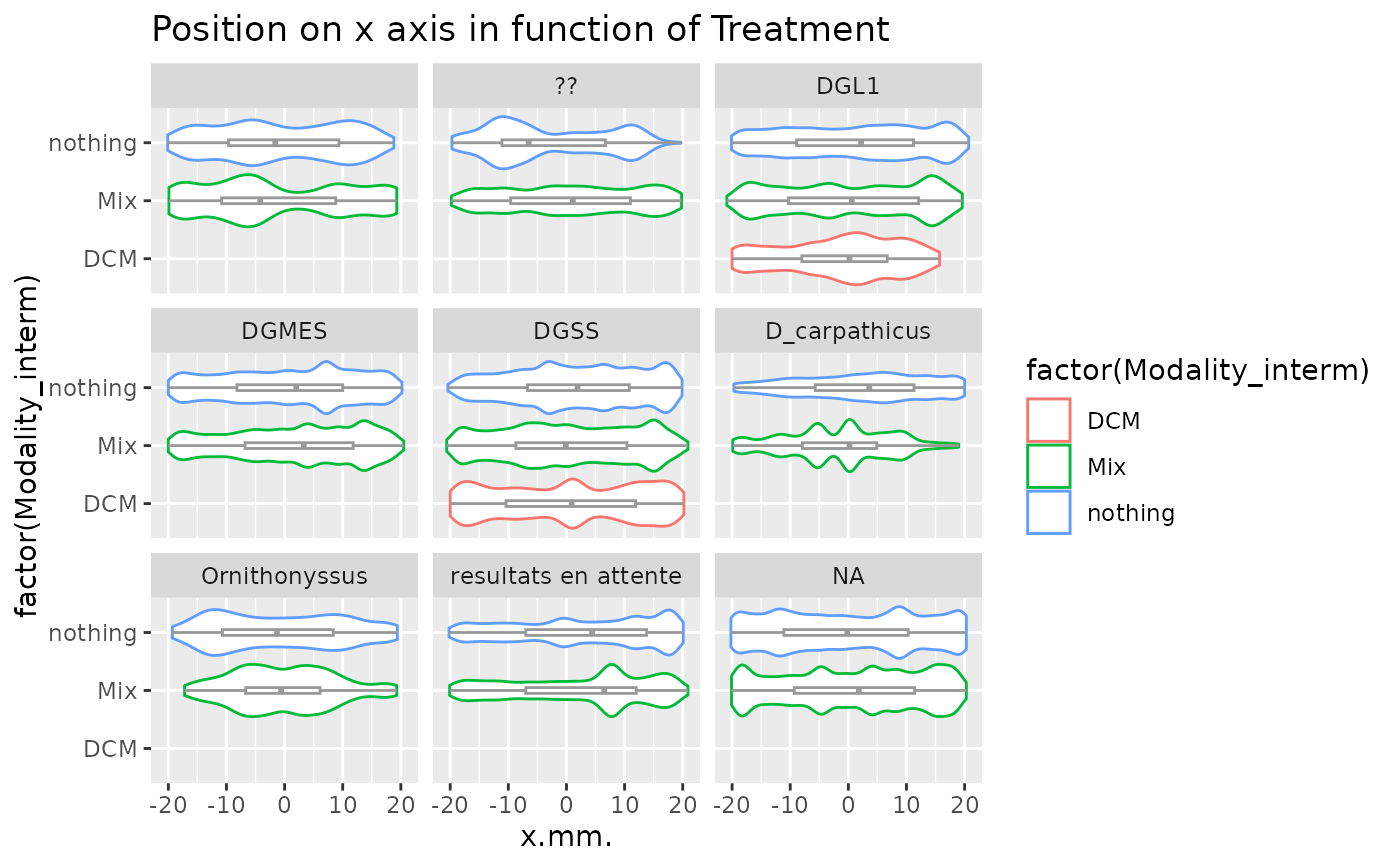 Position on x axis in function of Treatment
??
DGL1
nothing
Mix
DCM
DGMES
DGSS
D_carpathicus
nothing
Mix
DCM
Ornithonyssus
resultats en attente
NA
nothing
Mix
DCM
-20 -10 0 10 20 -20 -10 0 10 20 -20 -10 0 10 20
x.mm.
factor(Modality_interm)
factor(Modality_interm)
DCM
Mix
nothing